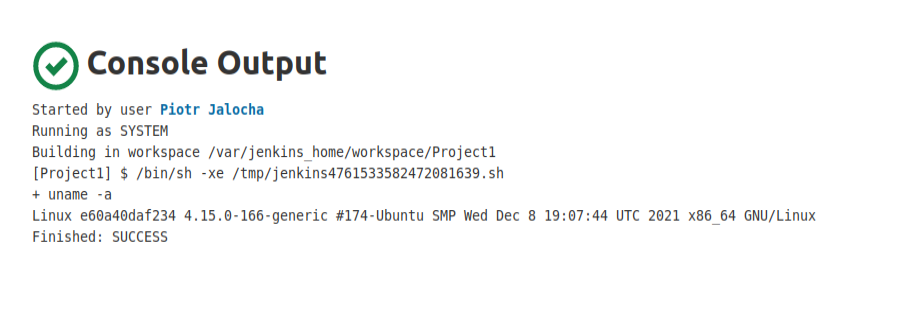 Console Output
Started by user Piotr Jalocha
Running as SYSTEM
Building in workspace /var/jenkins_home/workspace/Project1
[Project1] $ /bin/sh -xe /tmp/jenkins4761533582472081639.sh
+ uname -a
Linux e60a40daf234 4.15.0-166-generic #174-Ubuntu SMP Wed Dec 8 19:07:44 UTC 2021 x86_64 GNU/Linux
Finished: SUCCESS